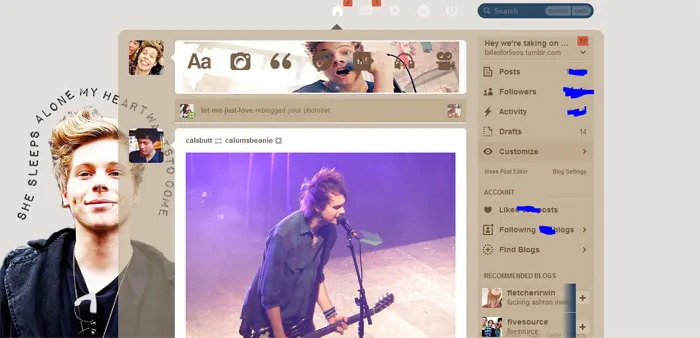 Search
Hey we're taking on ...
SHE SLEEPS ALONE MY HEART WANTS TO COME
fallenfor5sos.tumblr.com
Aa
Posts
Followers
let-me-just-love reblogged your photoset
Activity
Drafts 14
calsbutt calumsbeanie
Customize
Mass Post Editor Blog Settings
ACCOUNT
Liked posts
Following blogs
Find Blogs
RECOMMENDED BLOGS
fletcherirwin
fucking ashton irwin
fivesource
fivesource